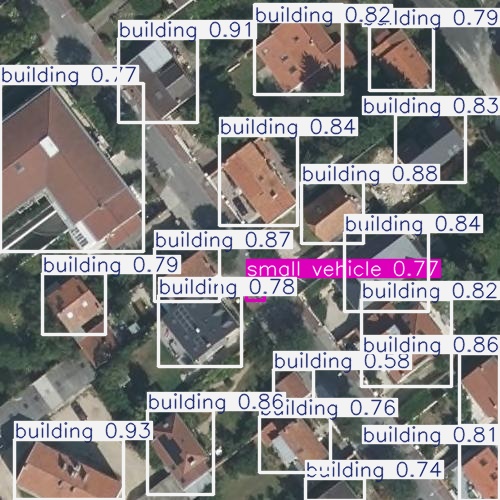 building 0.82
building 0.79
building 0.91
building 0.77
building 0.83
building 0.84
building 0.88
building 0.84
building 0.87
building 0.79
small vehicle 0.77
building 0.78
building 0.82
building 0.86
building 0.58
building 0.86
building 0.76
building 0.93
building 0.81
building 0.74